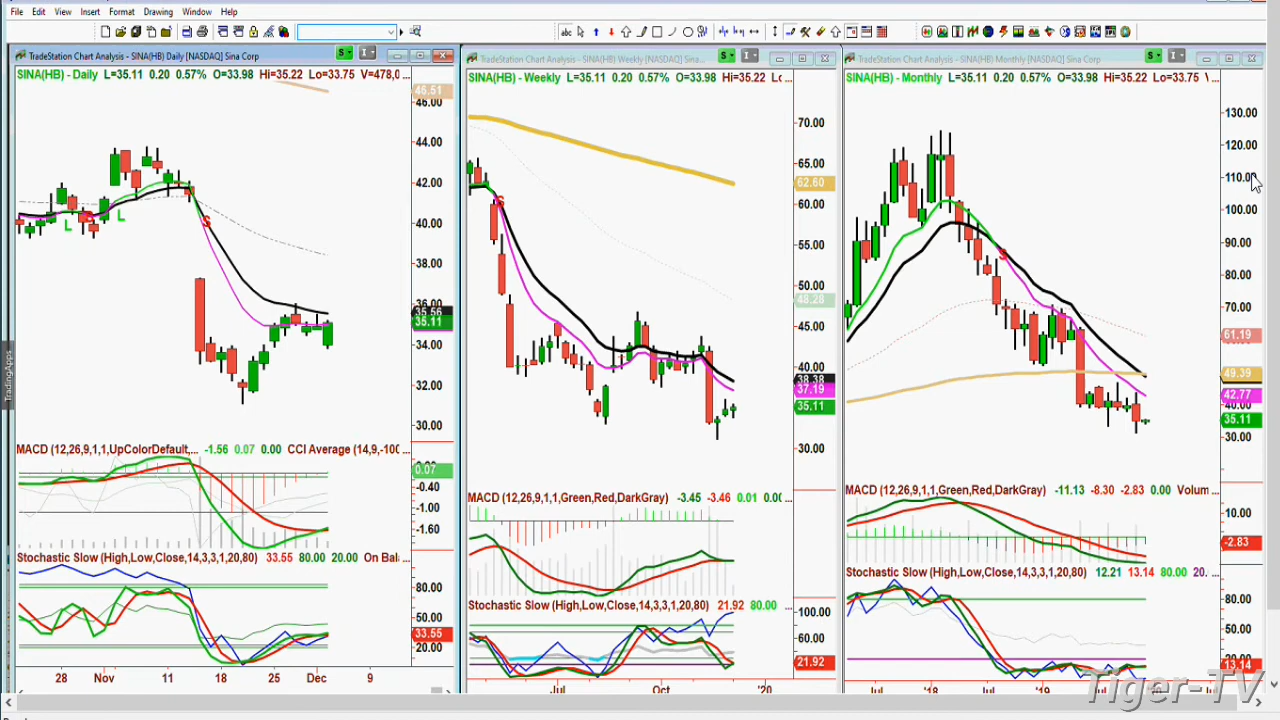 File Edit View Insert Format Drawing Window Help
TradeStation Chart Analysis - SINA(HB) Daily [NASDAQ] Sina Corp
S I
SINA(HB) - Daily L=35.11 0.20 0.57% O=33.98 Hi=35.22 Lo=33.75 V=478,0...
46.51
46.00
44.00
42.00
40.00
38.00
36.00
35.56
35.11
34.00
32.00
30.00
L S L S
TradingApps
MACD (12,26,9,1,1,UpColorDefault,... -1.56 0.07 0.00 CCI Average (14,9,-100
0.07
-0.40
-1.00
-1.60
Stochastic Slow (High,Low,Close,14,3,3,1,20,80) 33.55 80.00 20.00 On Bal
80.00
50.00
33.55
20.00
28 Nov 11 18 25 Dec 9
TradeStation Chart Analysis - SINA(HB) Weekly [NASDAQ] Sina...
S I
SINA(HB) - Weekly L=35.11 0.20 0.57% O=33.98 Hi=35.22 Lo...
70.00
65.00
62.60
60.00
55.00
50.00
48.28
45.00
40.00
38.38
37.19
35.11
30.00
S
MACD (12,26,9,1,1,Green,Red,DarkGray) -3.45 -3.46 0.01 0.00
Stochastic Slow (High,Low,Close,14,3,3,1,20,80) 21.92 80.00 ...
100.00
60.00
21.92
Jul Oct '20
TradeStation Chart Analysis - SINA(HB) Monthly [NASDAQ] Sina Corp
S I
SINA(HB) - Monthly L=35.11 0.20 0.57% O=33.98 Hi=35.22 Lo=33.75 V...
130.00
120.00
110.00
100.00
90.00
80.00
70.00
61.19
49.39
42.77
40.00
35.11
30.00
S
MACD (12,26,9,1,1,Green,Red,DarkGray) -11.13 -8.30 -2.83 0.00 Volum...
10.00
-2.83
Stochastic Slow (High,Low,Close,14,3,3,1,20,80) 12.21 13.14 80.00 20...
80.00
50.00
20.00
13.14
Jul '18 Jul '19 Jul '20 Jul
Tiger-TV